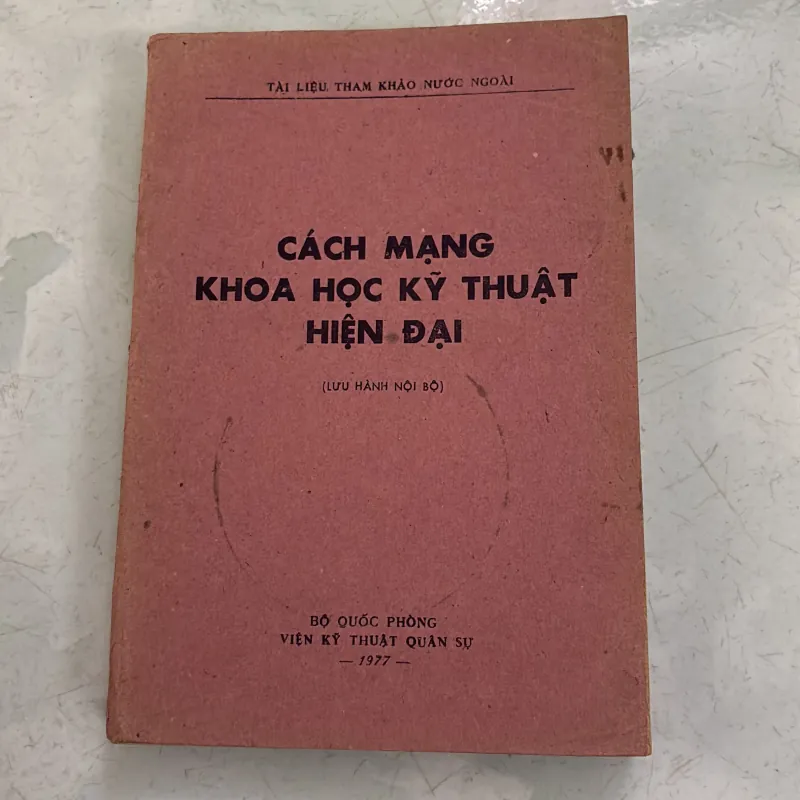 TÀI LIỆU THAM KHẢO NƯỚC NGOÀI
CÁCH MẠNG
KHOA HỌC KỸ THUẬT
HIỆN ĐẠI
(LƯU HÀNH NỘI BỘ)
BỘ QUỐC PHÒNG
VIỆN KỸ THUẬT QUÂN SỰ
— 1977 —